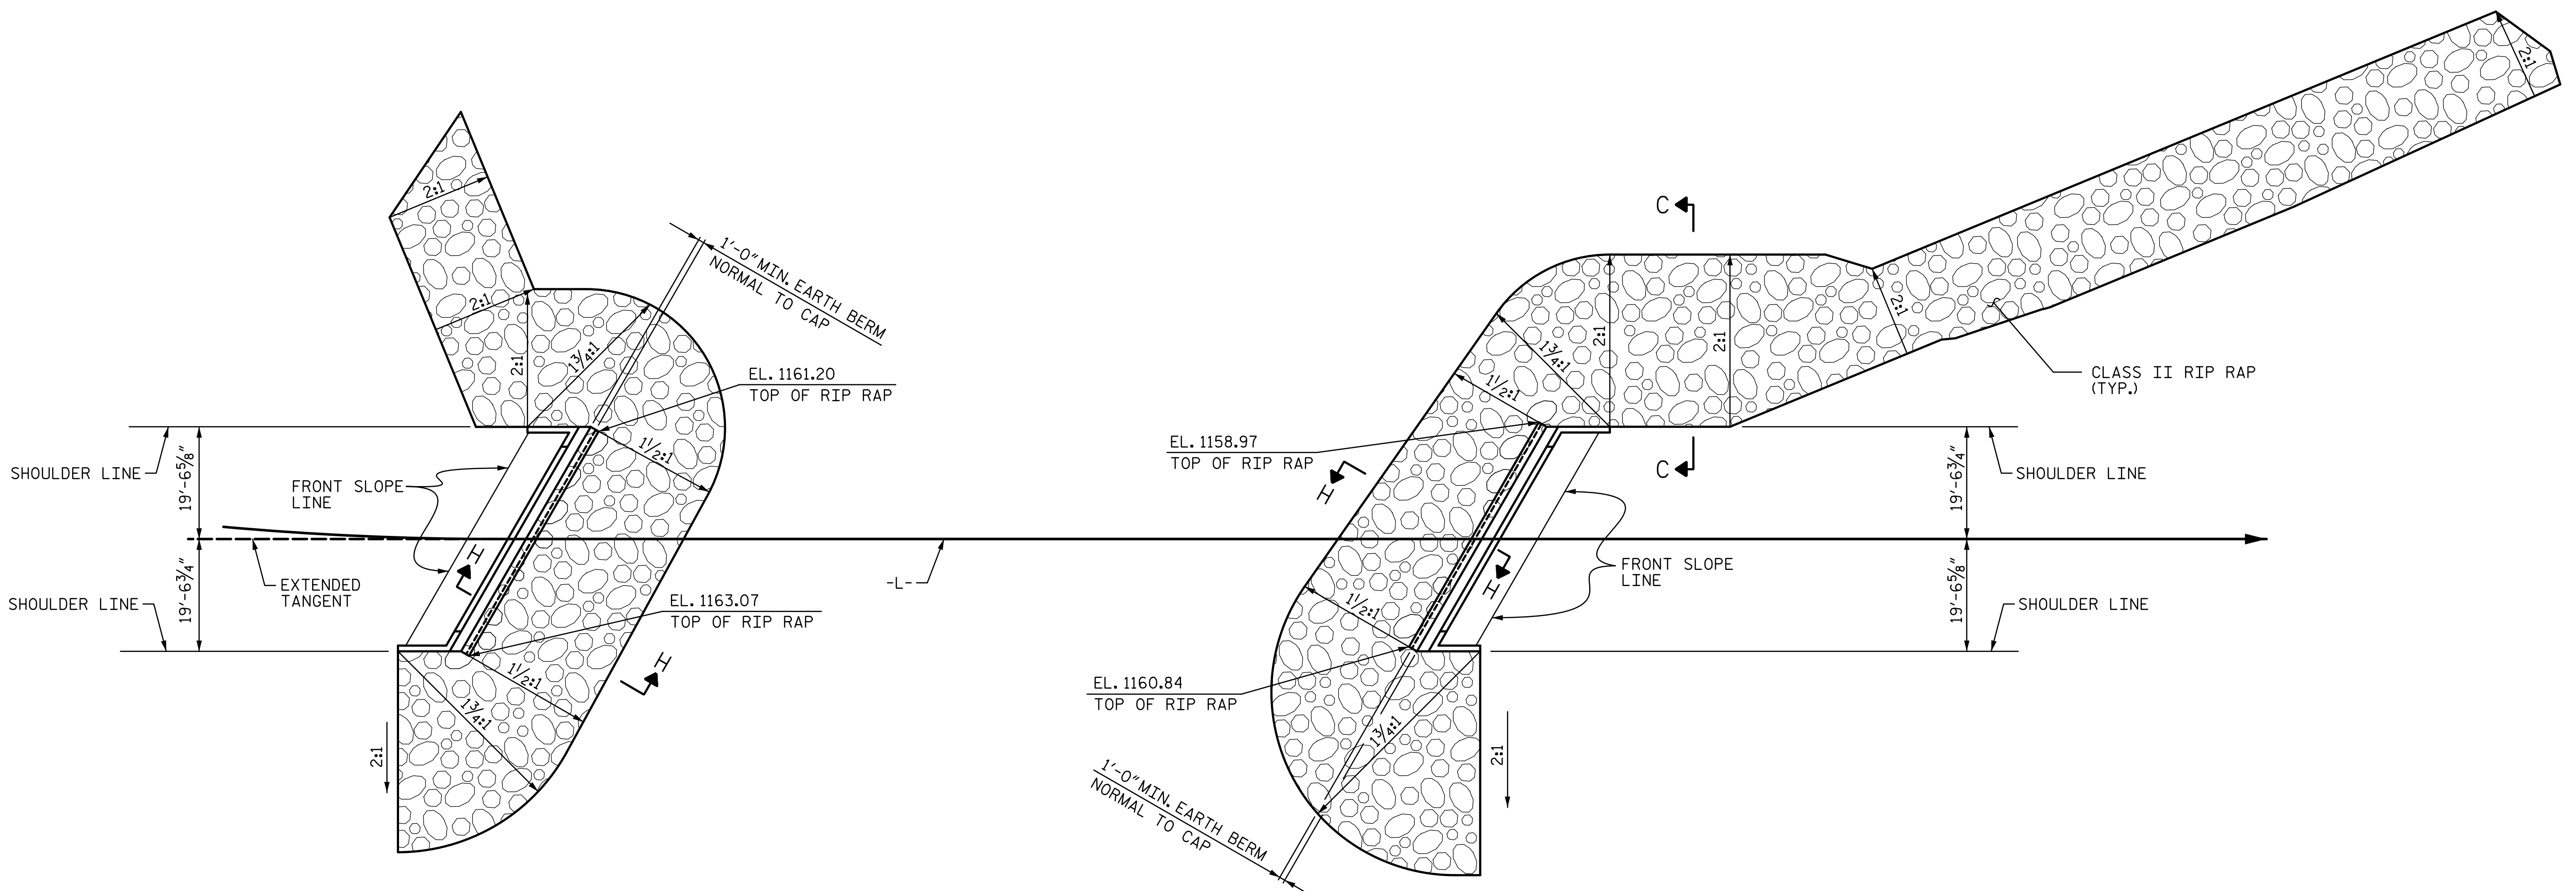 2:1
2:1
2:1
1¾:1
1'-0" MIN. EARTH BERM
NORMAL TO CAP
EL. 1161.20
TOP OF RIP RAP
1½:1
SHOULDER LINE
19'-6⅝"
FRONT SLOPE
LINE
H
EXTENDED
TANGENT
SHOULDER LINE
19'-6¾"
EL. 1163.07
TOP OF RIP RAP
1½:1
H
1¾:1
2:1
-L-
C
2:1
2:1
2:1
2:1
1¾:1
1½:1
CLASS II RIP RAP
(TYP.)
EL. 1158.97
TOP OF RIP RAP
H
C
19'-6¾"
SHOULDER LINE
H
FRONT SLOPE
LINE
19'-6⅝"
SHOULDER LINE
1½:1
EL. 1160.84
TOP OF RIP RAP
1¾:1
2:1
1'-0" MIN. EARTH BERM
NORMAL TO CAP